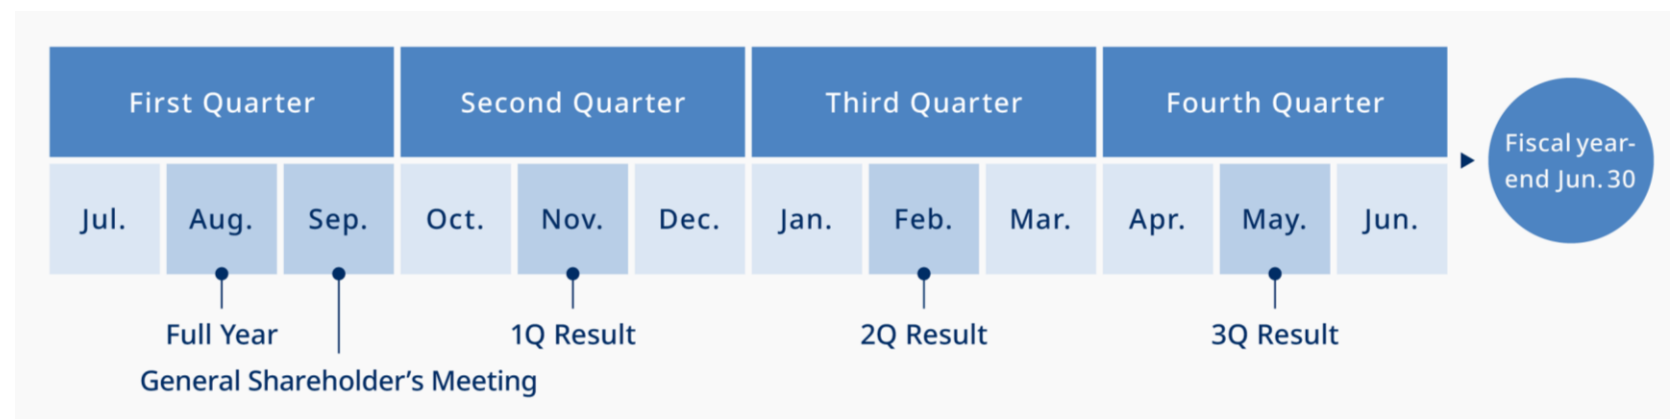 First Quarter
Second Quarter
Third Quarter
Fourth Quarter
Fiscal year-
end Jun. 30
Jul.
Aug.
Sep.
Oct.
Nov.
Dec.
Jan.
Feb.
Mar.
Apr.
May.
Jun.
Full Year
1Q Result
2Q Result
3Q Result
General Shareholder’s Meeting